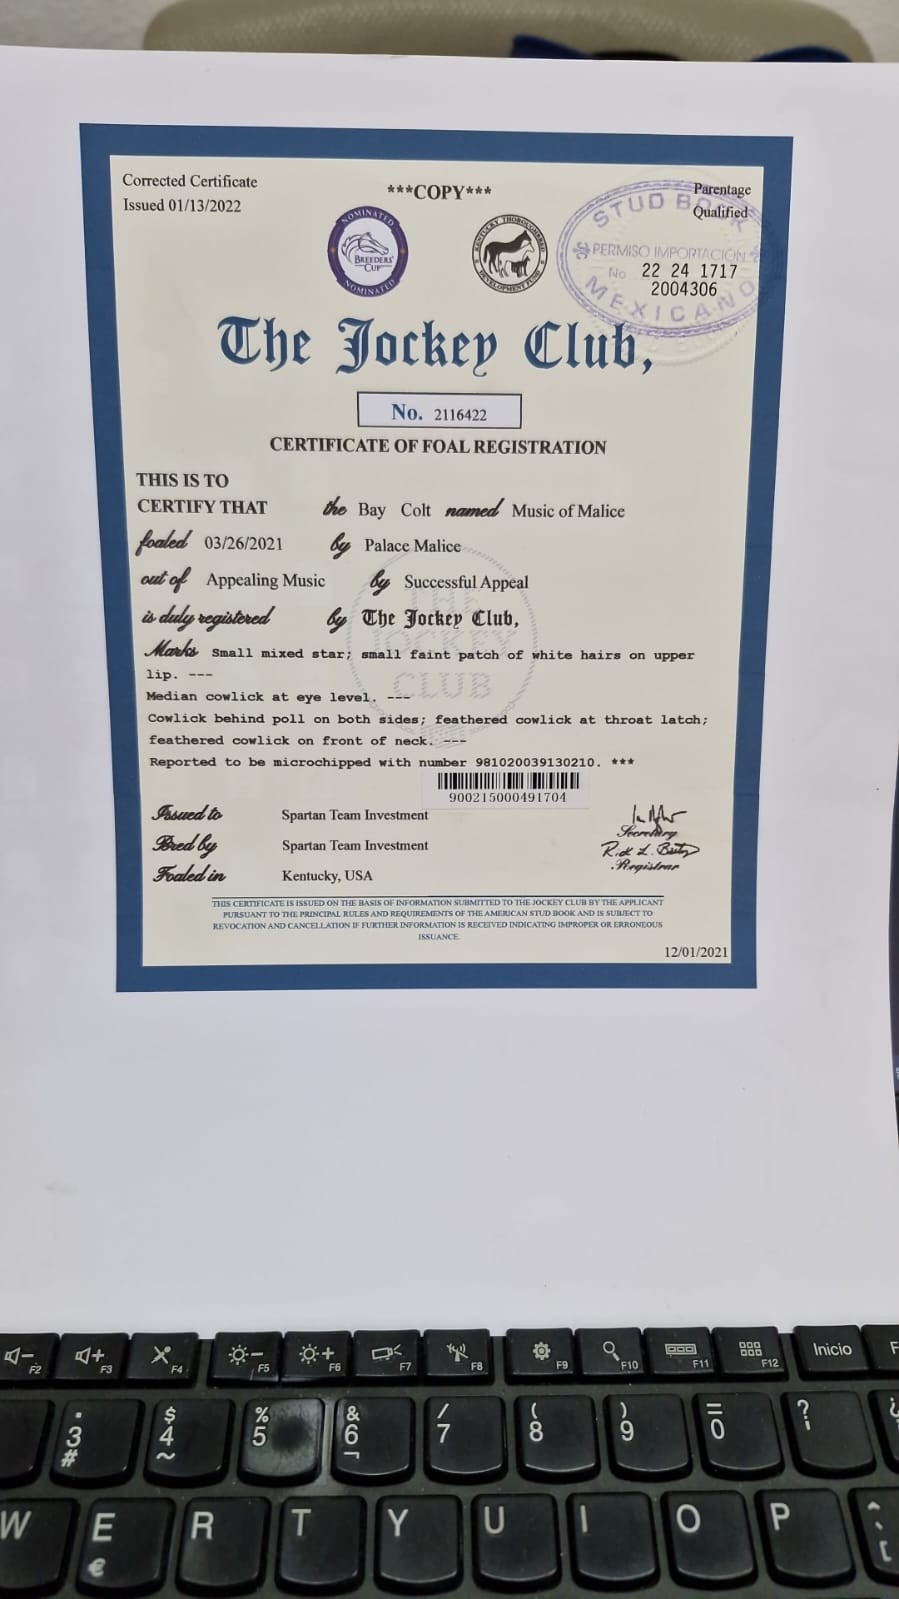 Corrected Certificate
Issued 01/13/2022
***COPY***
Parentage
Qualified
NOMINATED
BREEDERS'
CUP
NOMINATED
KENTUCKY THOROUGHBRED
DEVELOPMENT FUND
STUD BOOK
PERMISO IMPORTACION
No 22 24 1717
2004306
MEXICANO
The Jockey Club,
No. 2116422
CERTIFICATE OF FOAL REGISTRATION
THIS IS TO
CERTIFY THAT the Bay Colt named Music of Malice
foaled 03/26/2021 by Palace Malice
out of Appealing Music by Successful Appeal
is duly registered by The Jockey Club,
THE
JOCKEY
CLUB
Marks Small mixed star; small faint patch of white hairs on upper
lip. ---
Median cowlick at eye level. ---
Cowlick behind poll on both sides; feathered cowlick at throat latch;
feathered cowlick on front of neck. ---
Reported to be microchipped with number 981020039130210. ***
900215000491704
Issued to Spartan Team Investment
Secretary
Bred by Spartan Team Investment
Registrar
Foaled in Kentucky, USA
THIS CERTIFICATE IS ISSUED ON THE BASIS OF INFORMATION SUBMITTED TO THE JOCKEY CLUB BY THE APPLICANT
PURSUANT TO THE PRINCIPAL RULES AND REQUIREMENTS OF THE AMERICAN STUD BOOK AND IS SUBJECT TO
REVOCATION AND CANCELLATION IF FURTHER INFORMATION IS RECEIVED INDICATING IMPROPER OR ERRONEOUS
ISSUANCE.
12/01/2021
F2 F3 F4 F5 F6 F7 F8 F9 F10 F11 F12 Inicio F
· $ % & / ( ) = ? ¿
3 4 5 6 7 8 9 0 '
# ~ ¬
W E R T Y U I O P ^
€ [